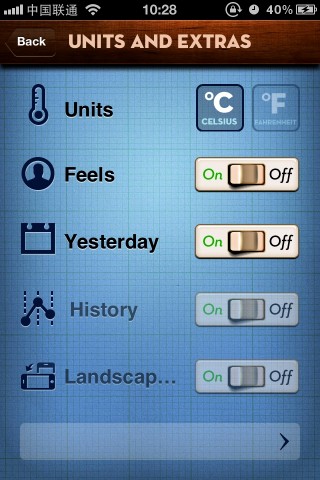 中国联通 10:28 40%
Back UNITS AND EXTRAS
Units °C CELSIUS °F FAHRENHEIT
Feels On Off
Yesterday On Off
History On Off
Landscap... On Off